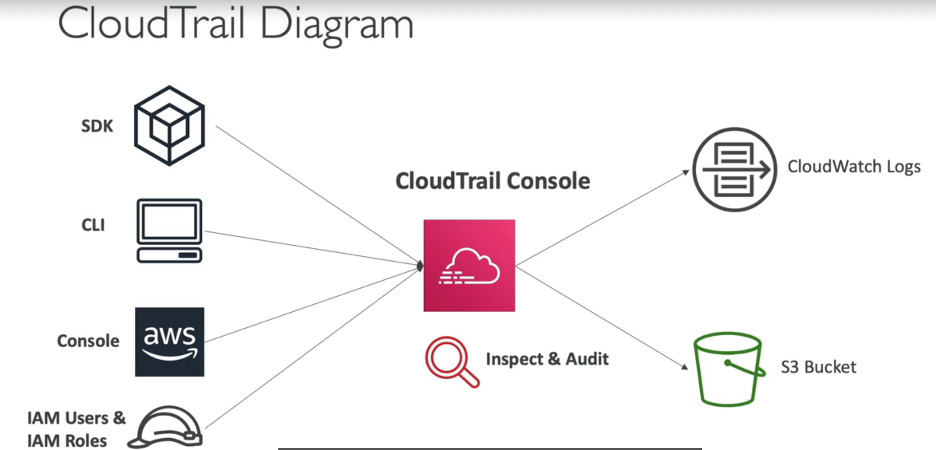 CloudTrail Diagram
SDK
CLI
Console
aws
IAM Users &
IAM Roles
CloudTrail Console
Inspect & Audit
CloudWatch Logs
S3 Bucket